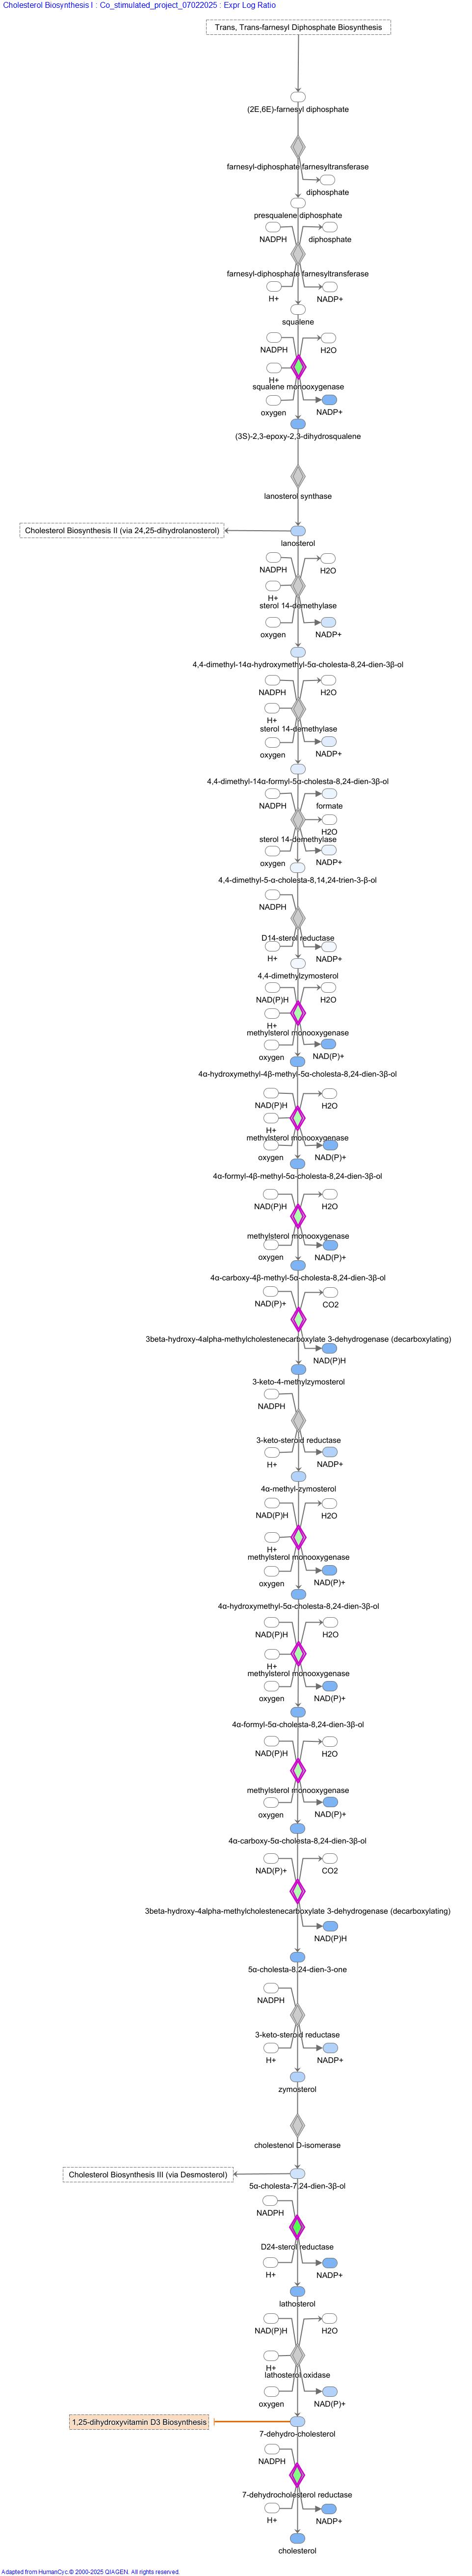 Cholesterol Biosynthesis I : Co_stimulated_project_07022025 : Expr Log Ratio
Trans, Trans-farnesyl Diphosphate Biosynthesis
(2E,6E)-farnesyl diphosphate
farnesyl-diphosphate farnesyltransferase
diphosphate
presqualene diphosphate
NADPH
diphosphate
farnesyl-diphosphate farnesyltransferase
H+
NADP+
squalene
NADPH
H2O
H+
squalene monooxygenase
oxygen
NADP+
(3S)-2,3-epoxy-2,3-dihydrosqualene
lanosterol synthase
Cholesterol Biosynthesis II (via 24,25-dihydrolanosterol)
lanosterol
NADPH
H2O
H+
sterol 14-demethylase
oxygen
NADP+
4,4-dimethyl-14α-hydroxymethyl-5α-cholesta-8,24-dien-3β-ol
NADPH
H2O
H+
sterol 14-demethylase
oxygen
NADP+
4,4-dimethyl-14α-formyl-5α-cholesta-8,24-dien-3β-ol
NADPH
formate
H2O
sterol 14-demethylase
oxygen
NADP+
4,4-dimethyl-5-α-cholesta-8,14,24-trien-3-β-ol
NADPH
D14-sterol reductase
H+
NADP+
4,4-dimethylzymosterol
NAD(P)H
H2O
H+
methylsterol monooxygenase
oxygen
NAD(P)+
4α-hydroxymethyl-4β-methyl-5α-cholesta-8,24-dien-3β-ol
NAD(P)H
H2O
H+
methylsterol monooxygenase
oxygen
NAD(P)+
4α-formyl-4β-methyl-5α-cholesta-8,24-dien-3β-ol
NAD(P)H
H2O
methylsterol monooxygenase
oxygen
NAD(P)+
4α-carboxy-4β-methyl-5α-cholesta-8,24-dien-3β-ol
NAD(P)+
CO2
3beta-hydroxy-4alpha-methylcholestenecarboxylate 3-dehydrogenase (decarboxylating)
NAD(P)H
3-keto-4-methylzymosterol
NADPH
3-keto-steroid reductase
H+
NADP+
4α-methyl-zymosterol
NAD(P)H
H2O
H+
methylsterol monooxygenase
oxygen
NAD(P)+
4α-hydroxymethyl-5α-cholesta-8,24-dien-3β-ol
NAD(P)H
H2O
H+
methylsterol monooxygenase
oxygen
NAD(P)+
4α-formyl-5α-cholesta-8,24-dien-3β-ol
NAD(P)H
H2O
methylsterol monooxygenase
oxygen
NAD(P)+
4α-carboxy-5α-cholesta-8,24-dien-3β-ol
NAD(P)+
CO2
3beta-hydroxy-4alpha-methylcholestenecarboxylate 3-dehydrogenase (decarboxylating)
NAD(P)H
5α-cholesta-8,24-dien-3-one
NADPH
3-keto-steroid reductase
H+
NADP+
zymosterol
cholestenol D-isomerase
Cholesterol Biosynthesis III (via Desmosterol)
5α-cholesta-7,24-dien-3β-ol
NADPH
D24-sterol reductase
H+
NADP+
lathosterol
NAD(P)H
H2O
H+
lathosterol oxidase
oxygen
NAD(P)+
1,25-dihydroxyvitamin D3 Biosynthesis
7-dehydro-cholesterol
NADPH
7-dehydrocholesterol reductase
H+
NADP+
cholesterol
Adapted from HumanCyc © 2000-2025 QIAGEN. All rights reserved.